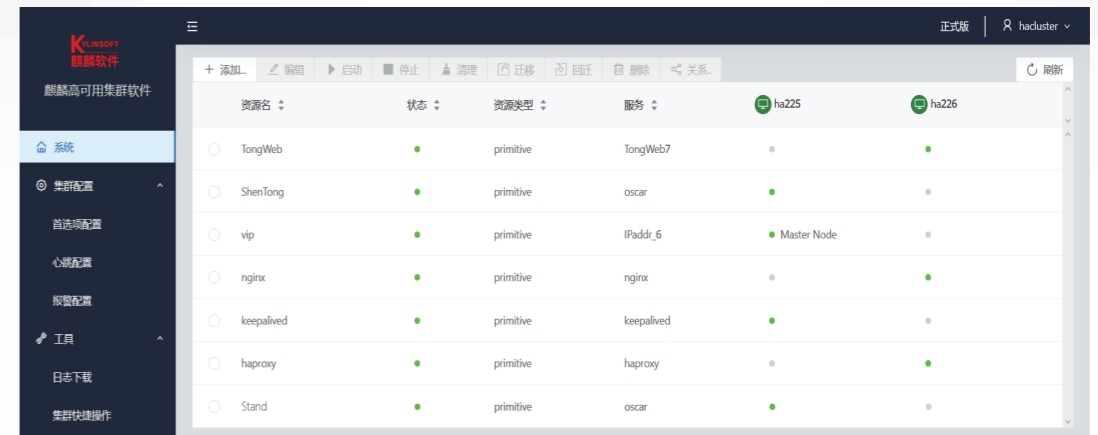 正式版 hacluster
KYLINSOFT
麒麟软件
麒麟高可用集群软件
系统
集群配置
首选项配置
心跳配置
报警配置
工具
日志下载
集群快捷操作
+ 添加... 编辑 启动 停止 清理 迁移 回迁 删除 关系.. 刷新
资源名 状态 资源类型 服务 ha225 ha226
TongWeb primitive TongWeb7
ShenTong primitive oscar
vip primitive IPaddr_6 Master Node
nginx primitive nginx
keepalived primitive keepalived
haproxy primitive haproxy
Stand primitive oscar